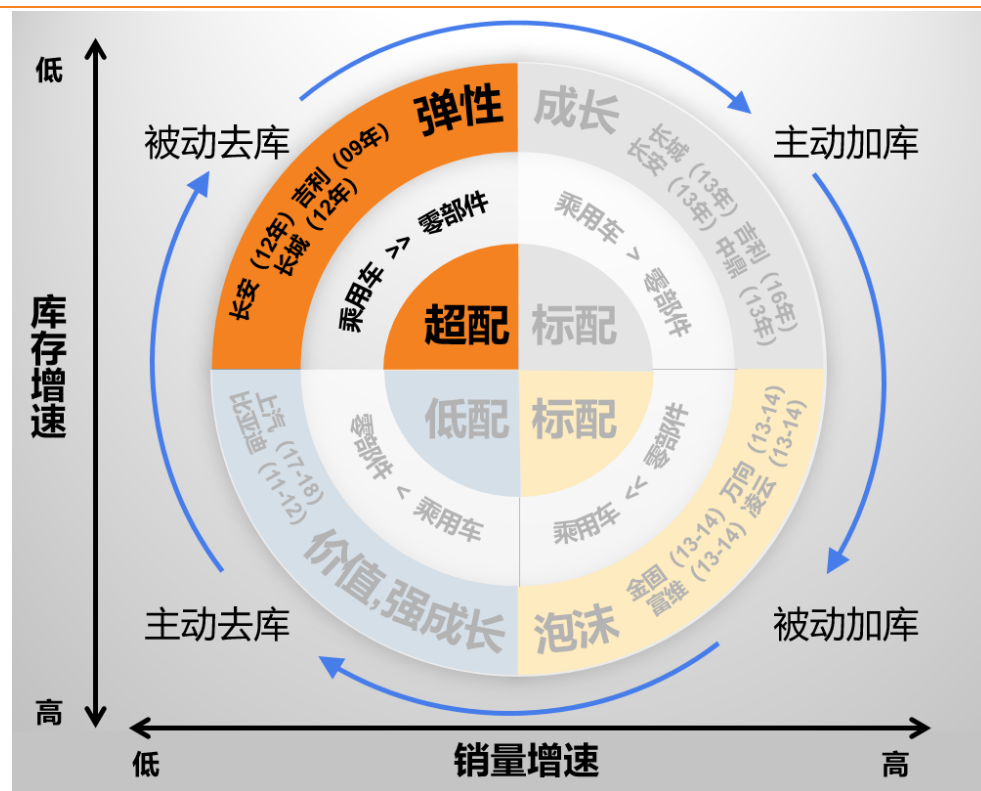 低
被动去库
主动加库
弹性
长安（12年）吉利（09年）
长城（12年）
乘用车 >> 零部件
超配
成长
长城（13年）吉利（16年）
长安（13年）中鼎（13年）
乘用车 > 零部件
标配
库存增速
低配
零部件 < 乘用车
上汽（17-18）
比亚迪（11-12）
价值,强成长
标配
乘用车 << 零部件
金固（13-14）万向（13-14）
富维（13-14）凌云（13-14）
泡沫
主动去库
被动加库
高
低
销量增速
高